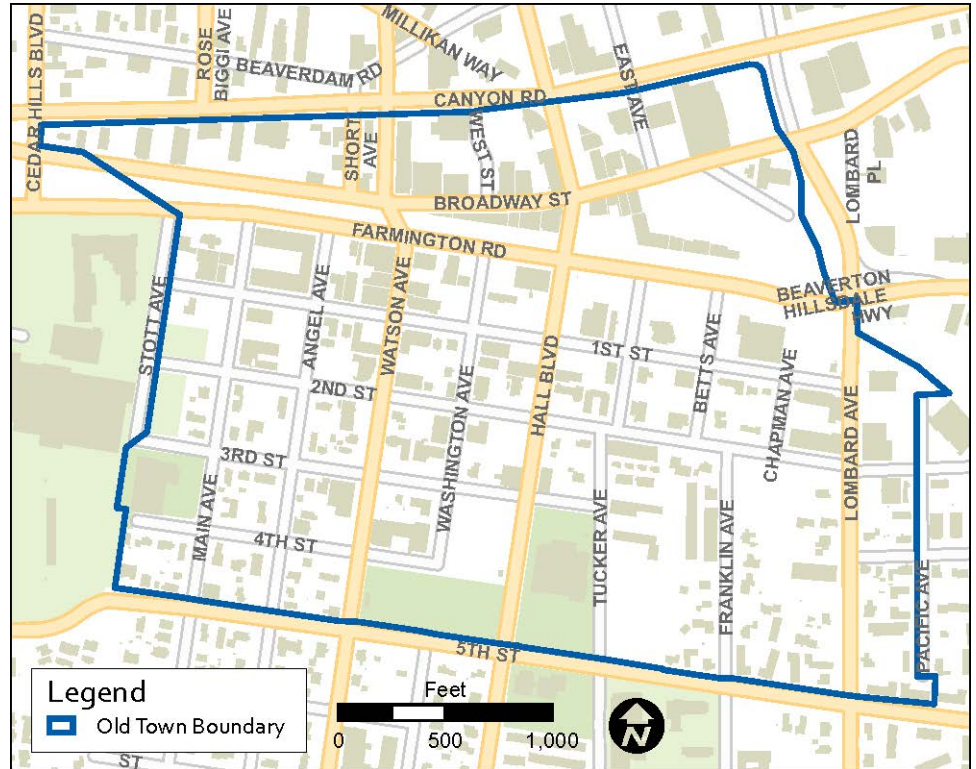 CEDAR HILLS BLVD
ROSE
BIGGI AVE
BEAVERDAM RD
MILLIKAN WAY
EAST AVE
CANYON RD
SHORT
AVE
WEST ST
LOMBARD
PL
BROADWAY ST
FARMINGTON RD
BEAVERTON
HILLSDALE
HWY
STOTT AVE
ANGEL AVE
WATSON AVE
1ST ST
BETTS AVE
2ND ST
HALL BLVD
CHAPMAN AVE
WASHINGTON AVE
LOMBARD AVE
3RD ST
MAIN AVE
4TH ST
TUCKER AVE
FRANKLIN AVE
PACIFIC AVE
5TH ST
Legend
Old Town Boundary
Feet
0 500 1,000
N
ST